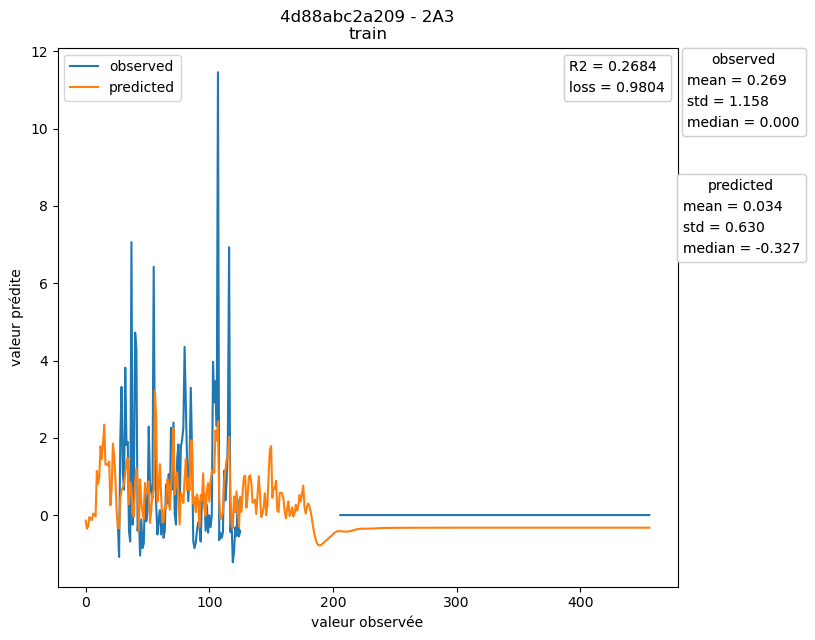 4d88abc2a209 - 2A3
train
observed
predicted
R2 = 0.2684
loss = 0.9804
observed
mean = 0.269
std = 1.158
median = 0.000
predicted
mean = 0.034
std = 0.630
median = -0.327
valeur prédite
12
10
8
6
4
2
0
0
100
200
300
400
valeur observée